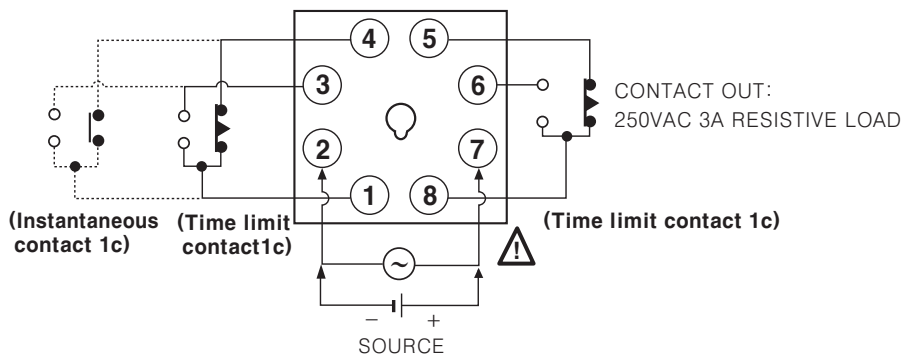 4 5
3 6
2 7
1 8
CONTACT OUT:
250VAC 3A RESISTIVE LOAD
(Instantaneous
contact 1c)
(Time limit
contact1c)
(Time limit contact 1c)
!
~
− +
SOURCE